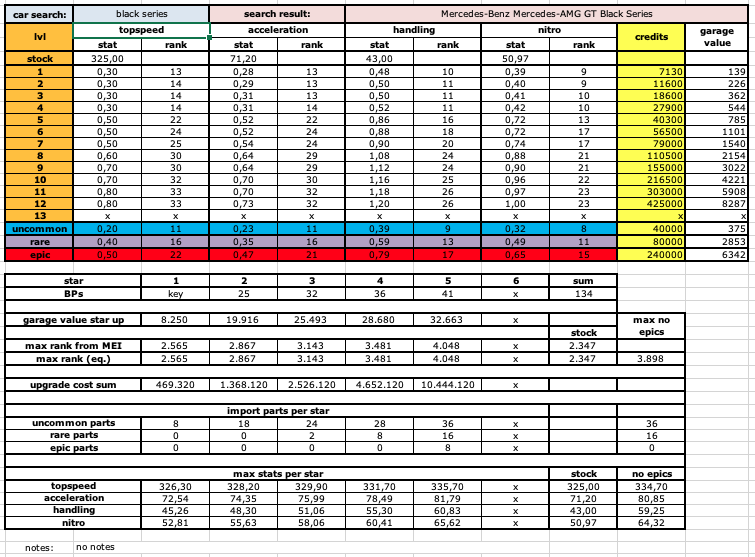 car search: black series search result: Mercedes-Benz Mercedes-AMG GT Black Series
lvl topspeed acceleration handling nitro credits garage value
stat rank stat rank stat rank stat rank
stock 325,00 71,20 43,00 50,97
1 0,30 13 0,28 13 0,48 10 0,39 9 7130 139
2 0,30 14 0,29 13 0,50 11 0,40 9 11600 226
3 0,30 14 0,31 13 0,50 11 0,41 10 18600 362
4 0,30 14 0,31 14 0,52 11 0,42 10 27900 544
5 0,50 22 0,52 22 0,86 16 0,72 13 40300 785
6 0,50 24 0,52 24 0,88 18 0,72 17 56500 1101
7 0,50 25 0,54 24 0,90 20 0,74 17 79000 1540
8 0,60 30 0,64 29 1,08 24 0,88 21 110500 2154
9 0,70 30 0,64 29 1,12 24 0,90 21 155000 3022
10 0,70 32 0,70 30 1,16 25 0,96 22 216500 4221
11 0,80 33 0,70 32 1,18 26 0,97 23 303000 5908
12 0,80 33 0,73 32 1,20 26 1,00 23 425000 8287
13 x x x x x x x x x x
uncommon 0,20 11 0,23 11 0,39 9 0,32 8 40000 375
rare 0,40 16 0,35 16 0,59 13 0,49 11 80000 2853
epic 0,50 22 0,47 21 0,79 17 0,65 15 240000 6342
star 1 2 3 4 5 6 sum
BPs key 25 32 36 41 x 134
garage value star up 8.250 19.916 25.493 28.680 32.663 x stock max no epics
max rank from MEI 2.565 2.867 3.143 3.481 4.048 x 2.347
max rank (eq.) 2.565 2.867 3.143 3.481 4.048 x 2.347 3.898
upgrade cost sum 469.320 1.368.120 2.526.120 4.652.120 10.444.120 x
import parts per star
uncommon parts 8 18 24 28 36 x 36
rare parts 0 0 2 8 16 x 16
epic parts 0 0 0 0 8 x 0
max stats per star stock no epics
topspeed 326,30 328,20 329,90 331,70 335,70 x 325,00 334,70
acceleration 72,54 74,35 75,99 78,49 81,79 x 71,20 80,85
handling 45,26 48,30 51,06 55,30 60,83 x 43,00 59,25
nitro 52,81 55,63 58,06 60,41 65,62 x 50,97 64,32
notes: no notes